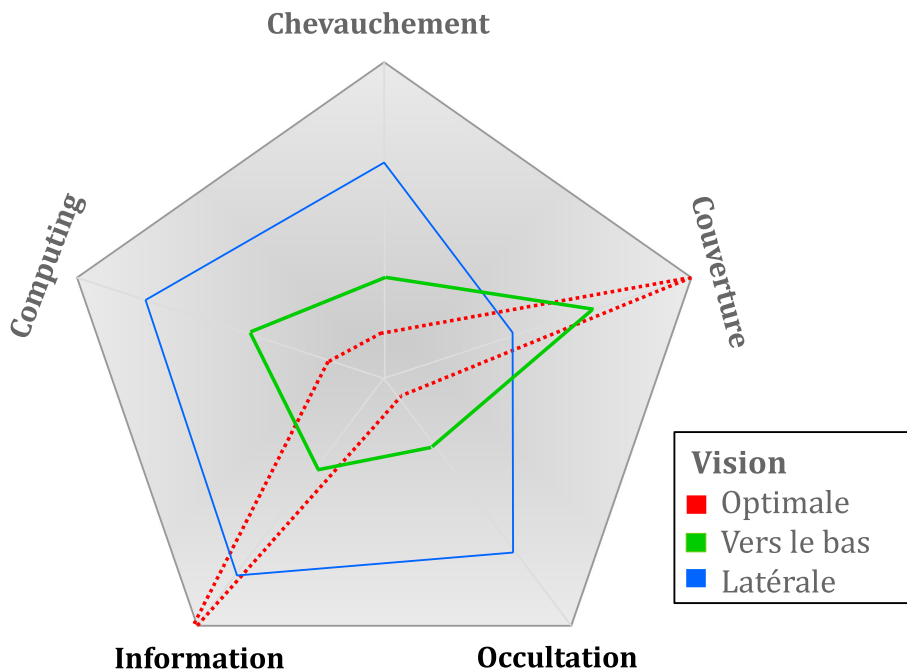 Chevauchement
Couverture
Computing
Vision
Optimale
Vers le bas
Latérale
Information
Occultation